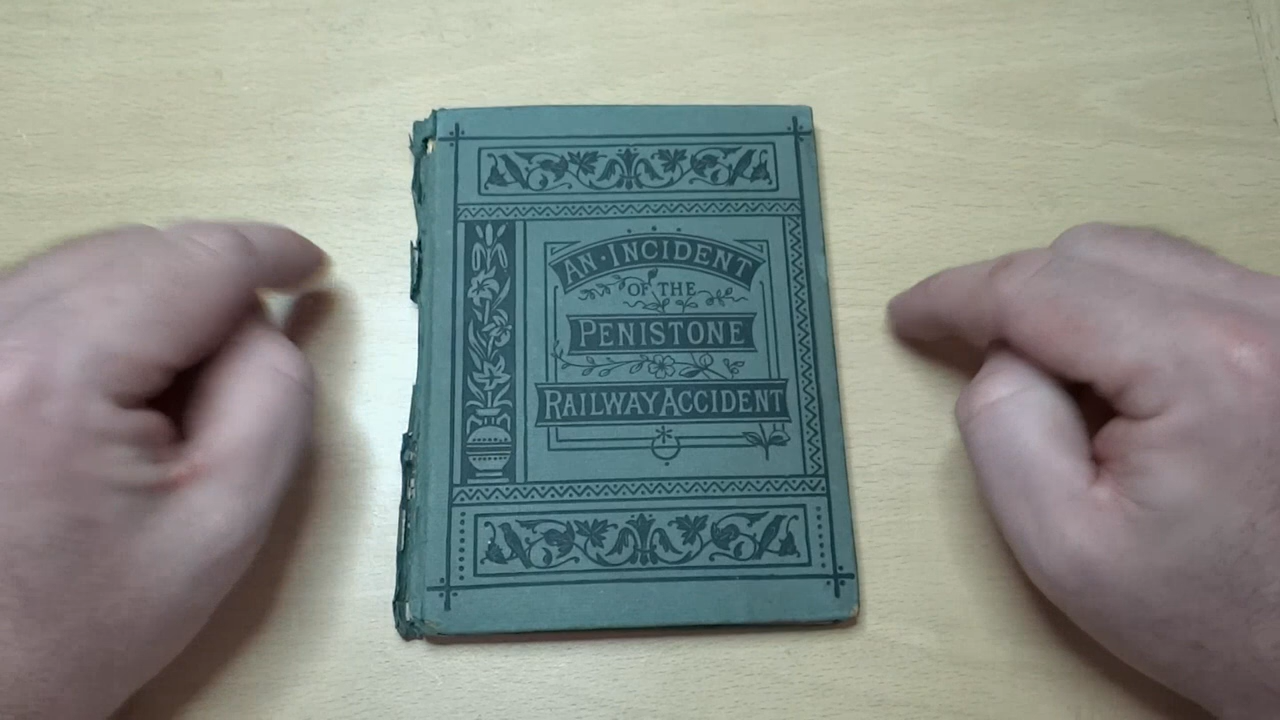 AN·INCIDENT
OF THE
PENISTONE
RAILWAY ACCIDENT